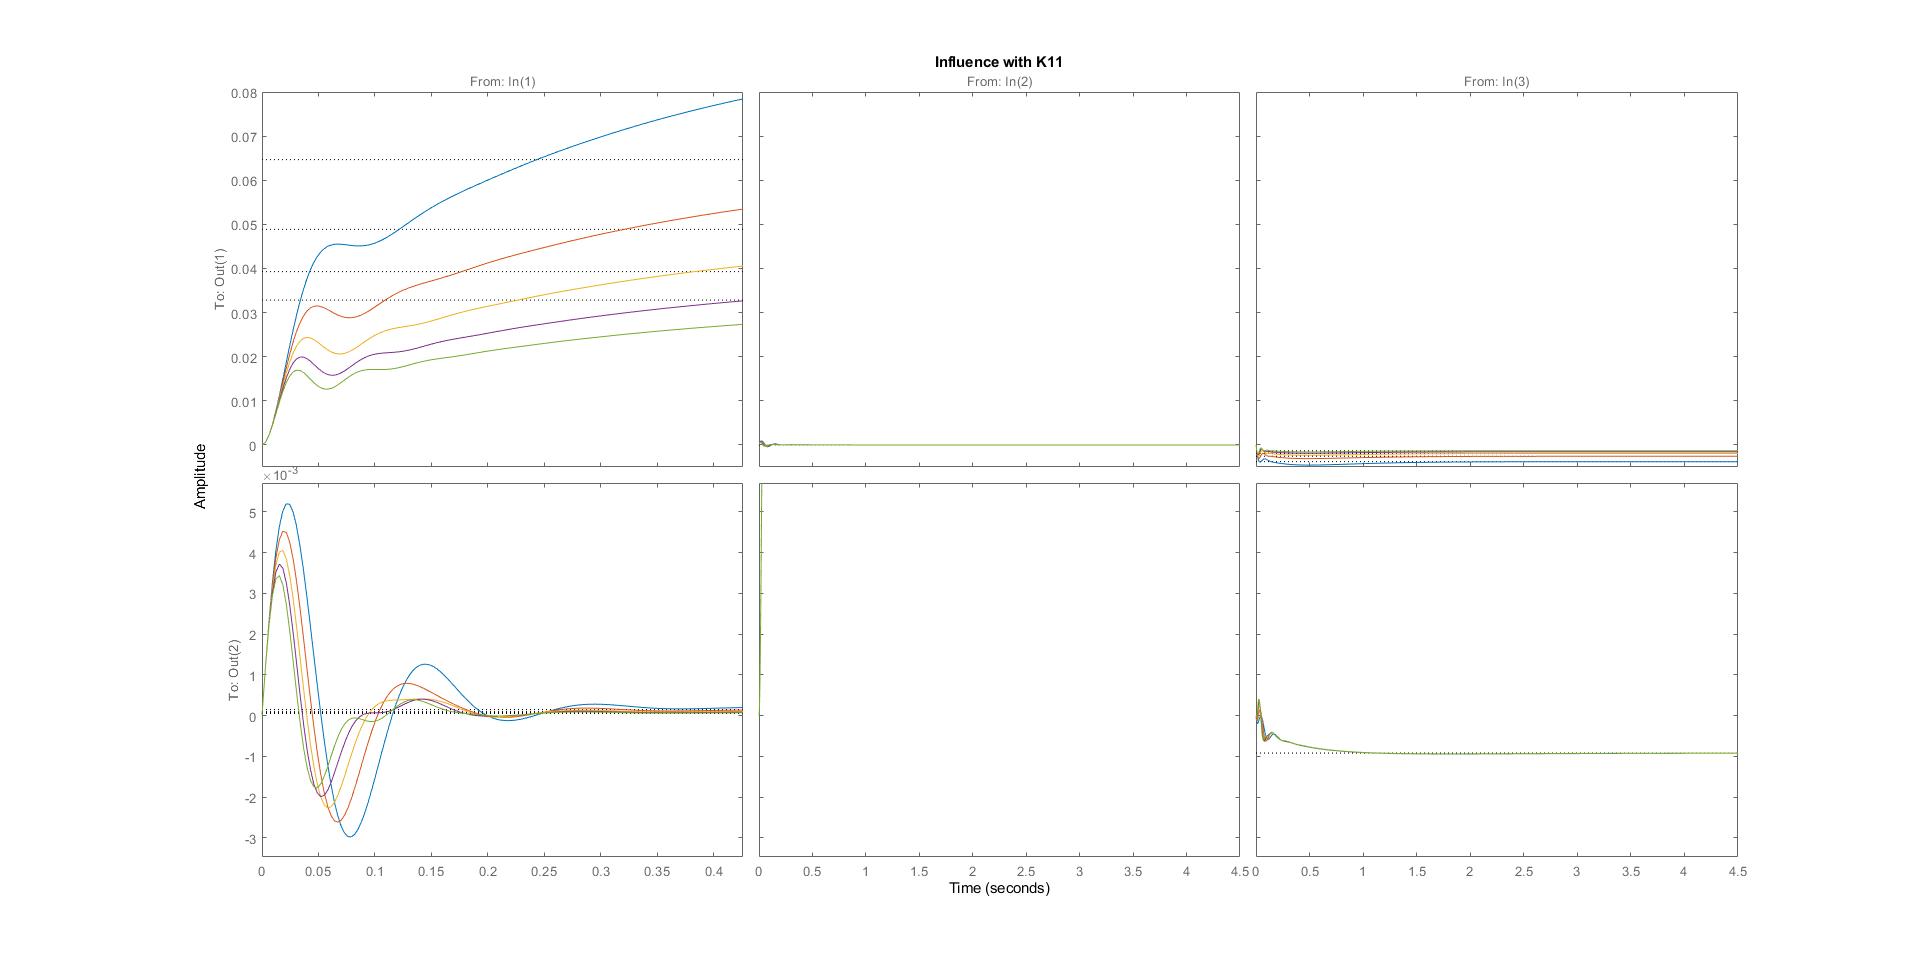 Influence with K11
From: In(1)
From: In(2)
From: In(3)
0.08
0.07
0.06
0.05
0.04
0.03
0.02
0.01
0
To: Out(1)
Amplitude
×10-3
5
4
3
2
1
0
-1
-2
-3
To: Out(2)
0 0.05 0.1 0.15 0.2 0.25 0.3 0.35 0.4
0 0.5 1 1.5 2 2.5 3 3.5 4 4.5
0 0.5 1 1.5 2 2.5 3 3.5 4 4.5
Time (seconds)